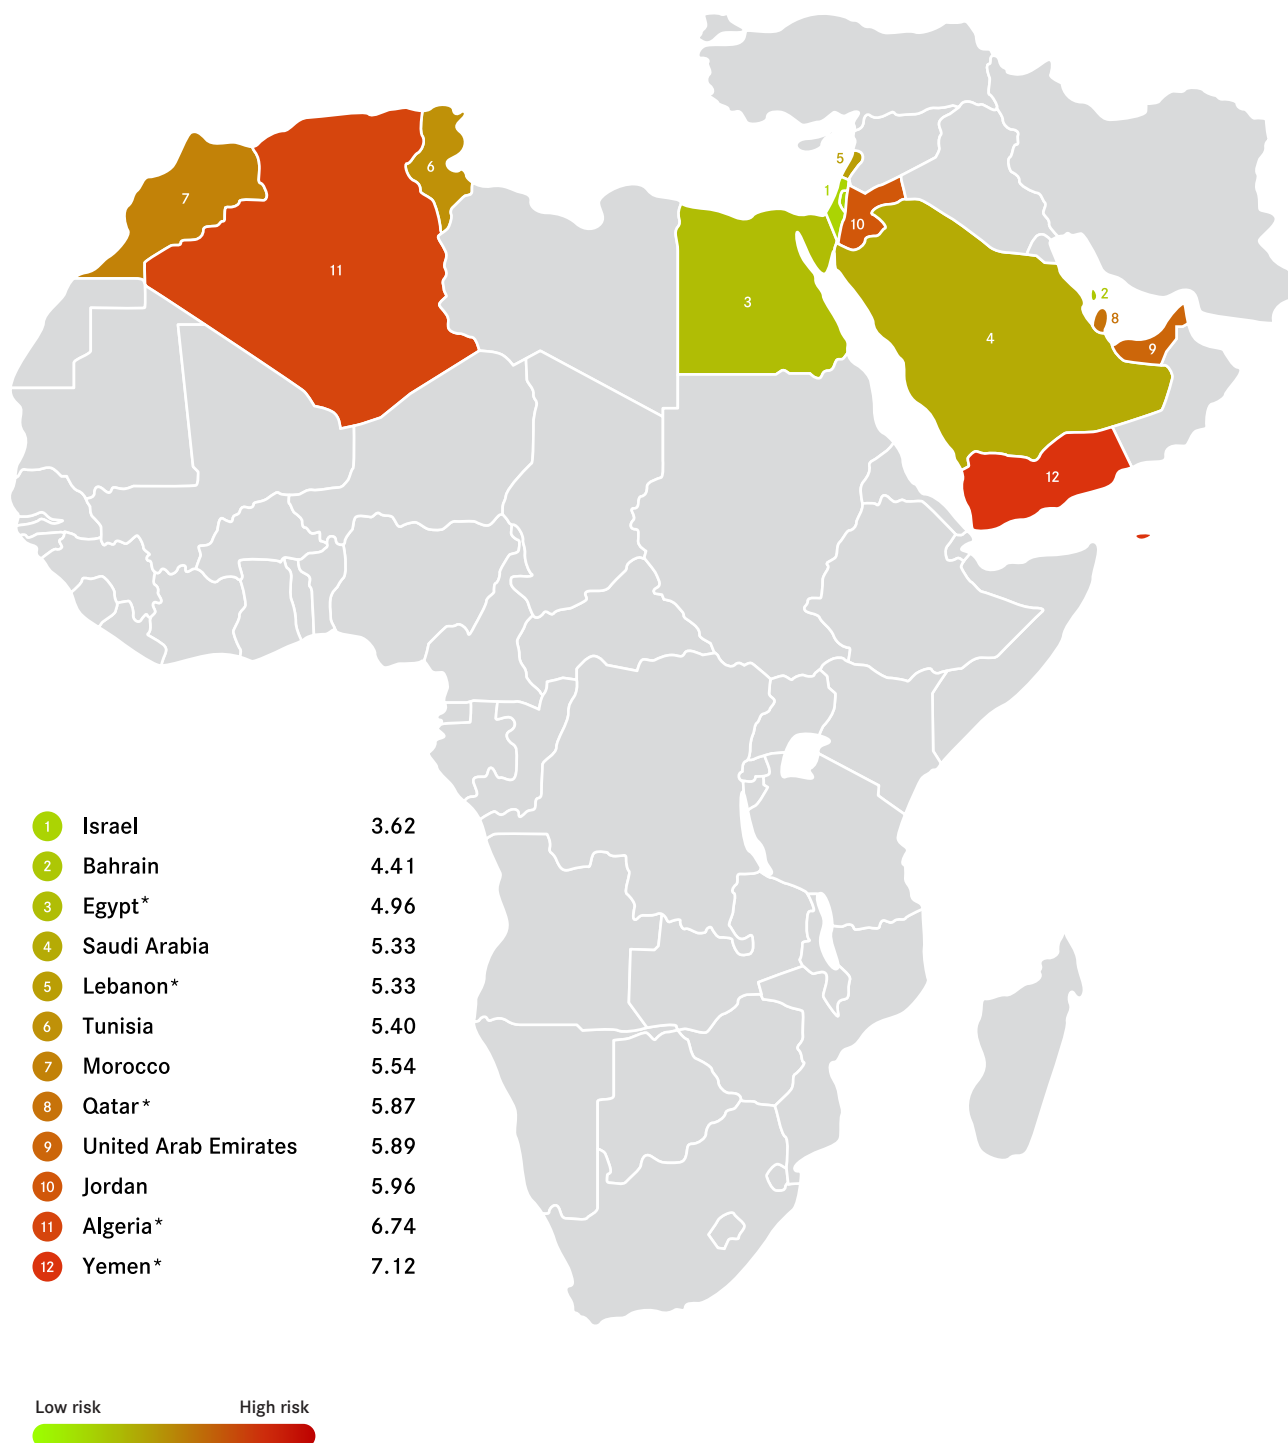 5
6
1
7
10
11
2
3
8
4
9
12
1 Israel 3.62
2 Bahrain 4.41
3 Egypt* 4.96
4 Saudi Arabia 5.33
5 Lebanon* 5.33
6 Tunisia 5.40
7 Morocco 5.54
8 Qatar* 5.87
9 United Arab Emirates 5.89
10 Jordan 5.96
11 Algeria* 6.74
12 Yemen* 7.12
Low risk High risk